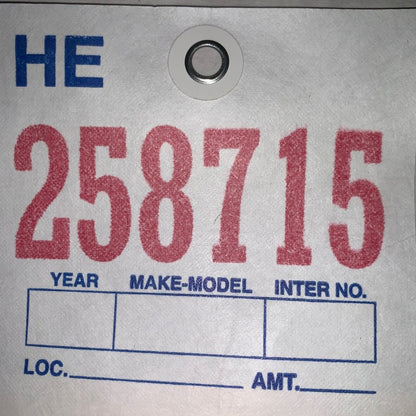 HE
258715
YEAR MAKE-MODEL INTER NO.
LOC. AMT.